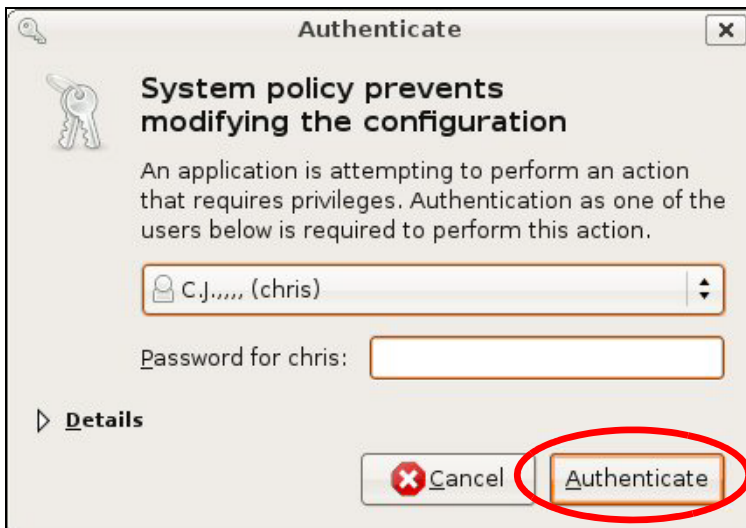 Authenticate
System policy prevents
modifying the configuration
An application is attempting to perform an action
that requires privileges. Authentication as one of the
users below is required to perform this action.
C.J.,,,, (chris)
Password for chris:
Details
Cancel
Authenticate